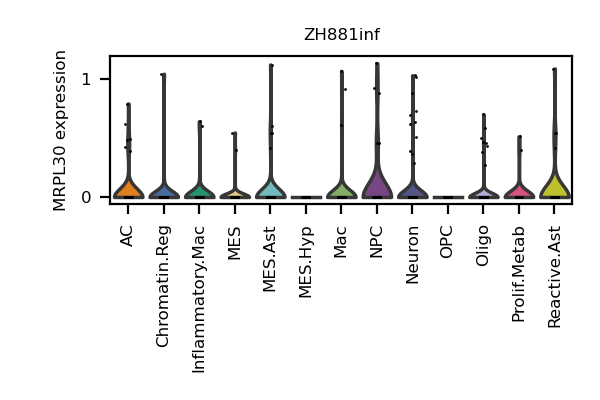 ZH881inf
MRPL30 expression
1
0
AC
Chromatin.Reg
Inflammatory.Mac
MES
MES.Ast
MES.Hyp
Mac
NPC
Neuron
OPC
Oligo
Prolif.Metab
Reactive.Ast